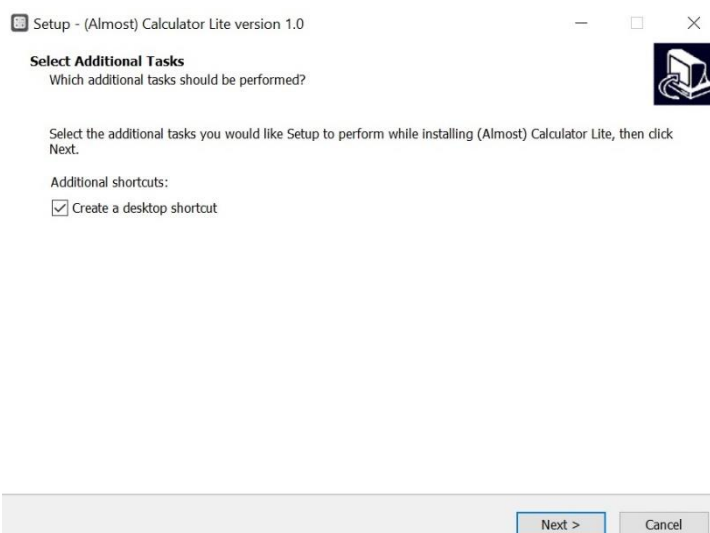 Setup - (Almost) Calculator Lite version 1.0
Select Additional Tasks
Which additional tasks should be performed?
Select the additional tasks you would like Setup to perform while installing (Almost) Calculator Lite, then click
Next.
Additional shortcuts:
Create a desktop shortcut
Next >
Cancel